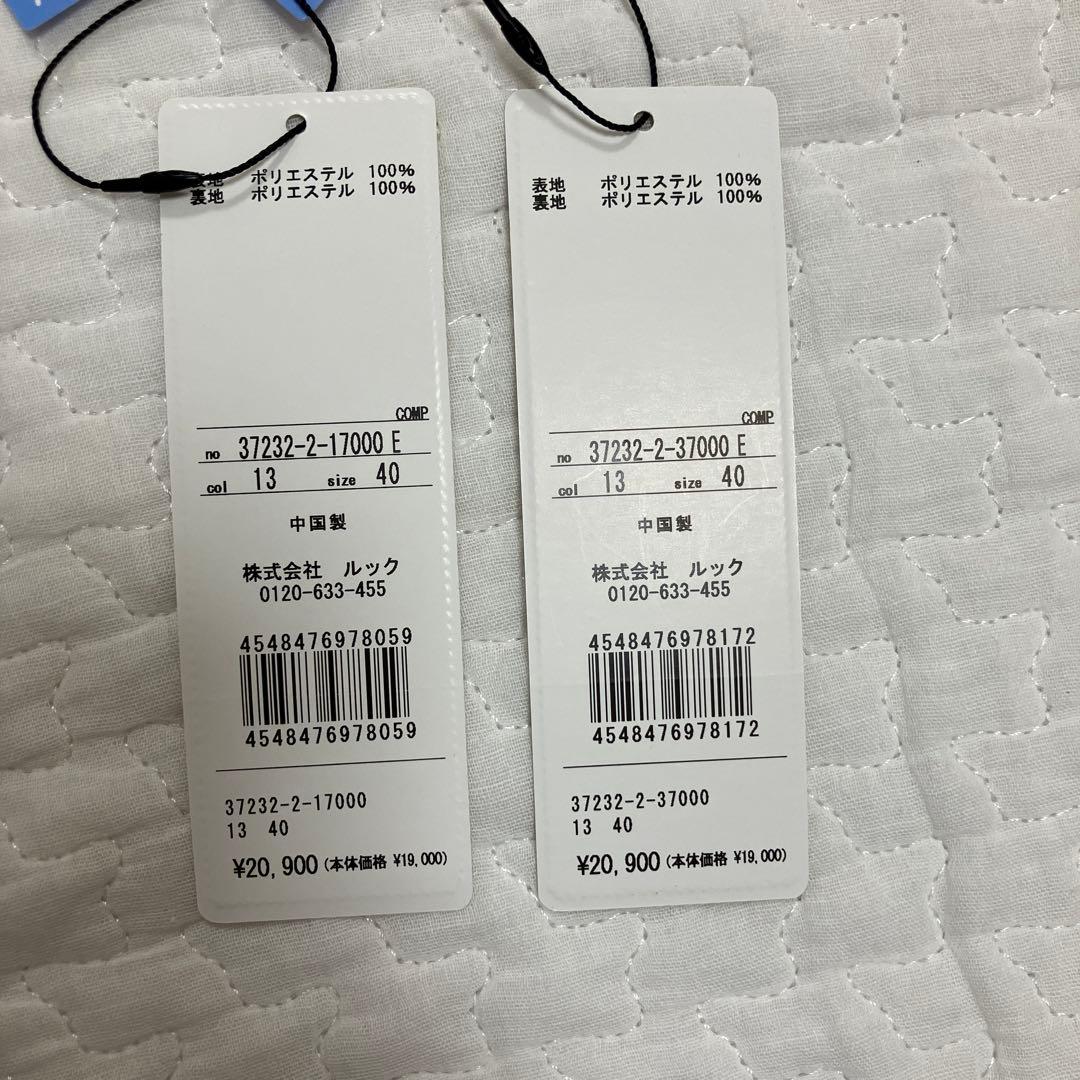 表地 ポリエステル 100%
裏地 ポリエステル 100%
COMP
no 37232-2-17000 E
col 13 size 40
中国製
株式会社 ルック
0120-633-455
4548476978059
4548476978059
37232-2-17000
13 40
¥20,900 (本体価格 ¥19,000)
表地 ポリエステル 100%
裏地 ポリエステル 100%
COMP
no 37232-2-37000 E
col 13 size 40
中国製
株式会社 ルック
0120-633-455
4548476978172
4548476978172
37232-2-37000
13 40
¥20,900 (本体価格 ¥19,000)